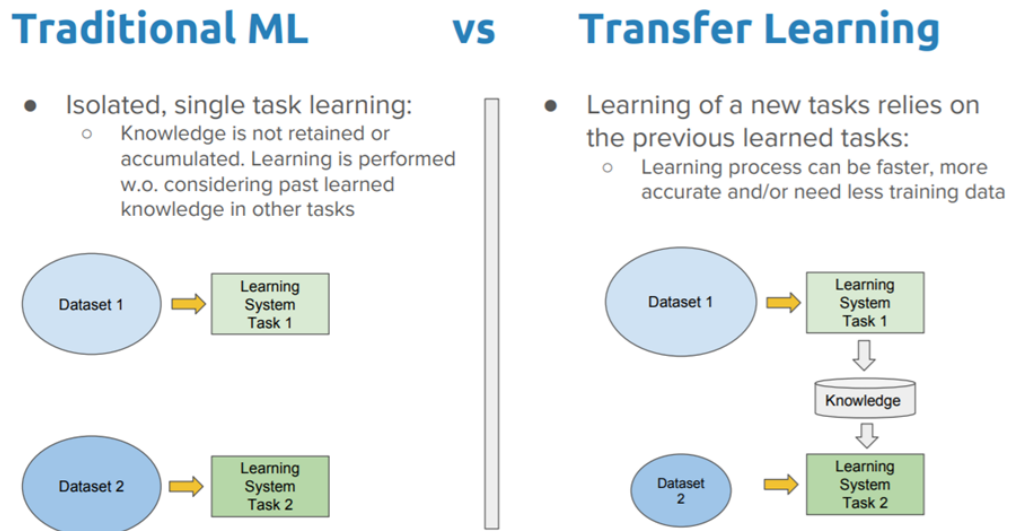 Traditional ML vs Transfer Learning
● Isolated, single task learning:
○ Knowledge is not retained or
accumulated. Learning is performed
w.o. considering past learned
knowledge in other tasks
Dataset 1
Learning
System
Task 1
Dataset 2
Learning
System
Task 2
● Learning of a new tasks relies on
the previous learned tasks:
○ Learning process can be faster, more
accurate and/or need less training data
Dataset 1
Learning
System
Task 1
Knowledge
Dataset
2
Learning
System
Task 2